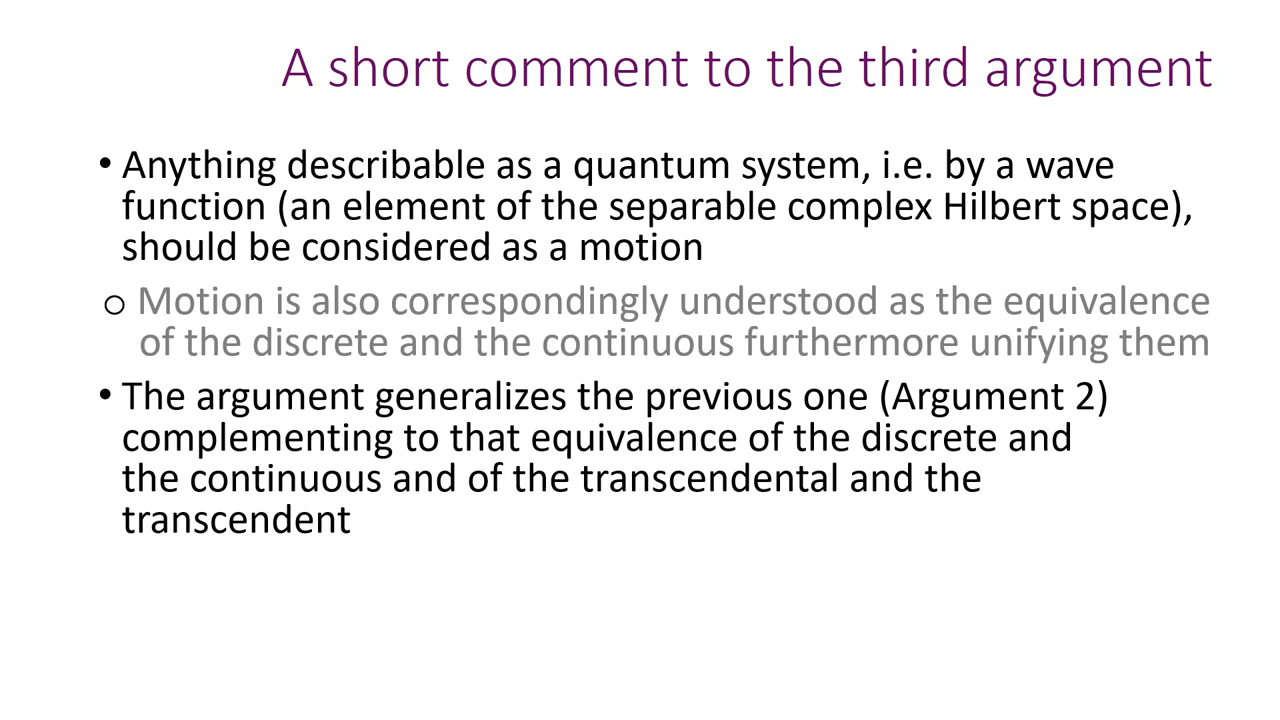 A short comment to the third argument
• Anything describable as a quantum system, i.e. by a wave
function (an element of the separable complex Hilbert space),
should be considered as a motion
o Motion is also correspondingly understood as the equivalence
of the discrete and the continuous furthermore unifying them
• The argument generalizes the previous one (Argument 2)
complementing to that equivalence of the discrete and
the continuous and of the transcendental and the
transcendent